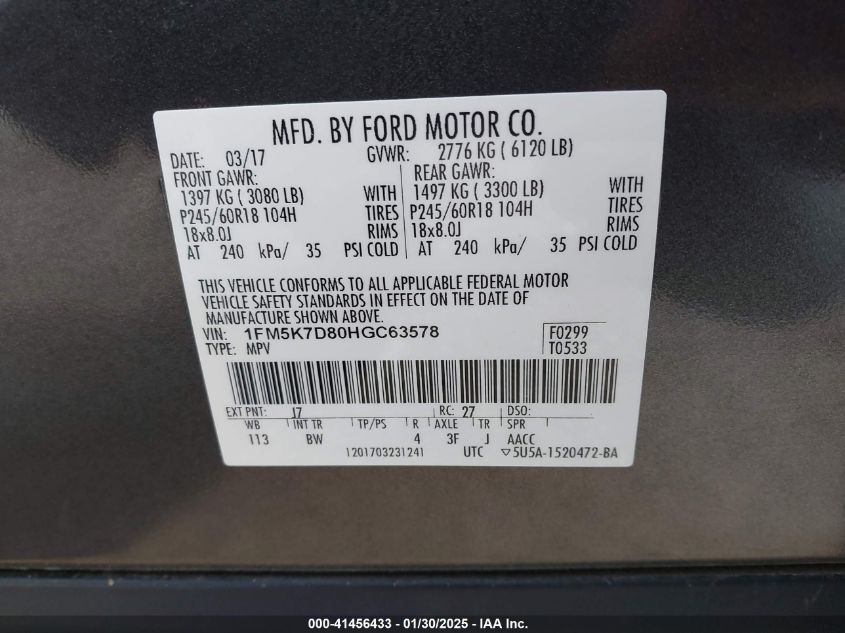 MFD. BY FORD MOTOR CO.
DATE: 03/17 GVWR: 2776 KG ( 6120 LB)
FRONT GAWR: REAR GAWR:
1397 KG ( 3080 LB) WITH 1497 KG ( 3300 LB) WITH
P245/60R18 104H TIRES P245/60R18 104H TIRES
18x8.0J RIMS 18x8.0J RIMS
AT 240 kPa/ 35 PSI COLD AT 240 kPa/ 35 PSI COLD
THIS VEHICLE CONFORMS TO ALL APPLICABLE FEDERAL MOTOR
VEHICLE SAFETY STANDARDS IN EFFECT ON THE DATE OF
MANUFACTURE SHOWN ABOVE.
VIN: 1FM5K7D80HGC63578 F0299
TYPE: MPV T0533
EXT PNT: J7 RC: 27 DSO:
WB INT TR TP/PS R AXLE TR SPR
113 BW 4 3F J AACC
1201703231241 UTC ▽5U5A-1520472-BA
000-41456433 - 01/30/2025 - IAA Inc.